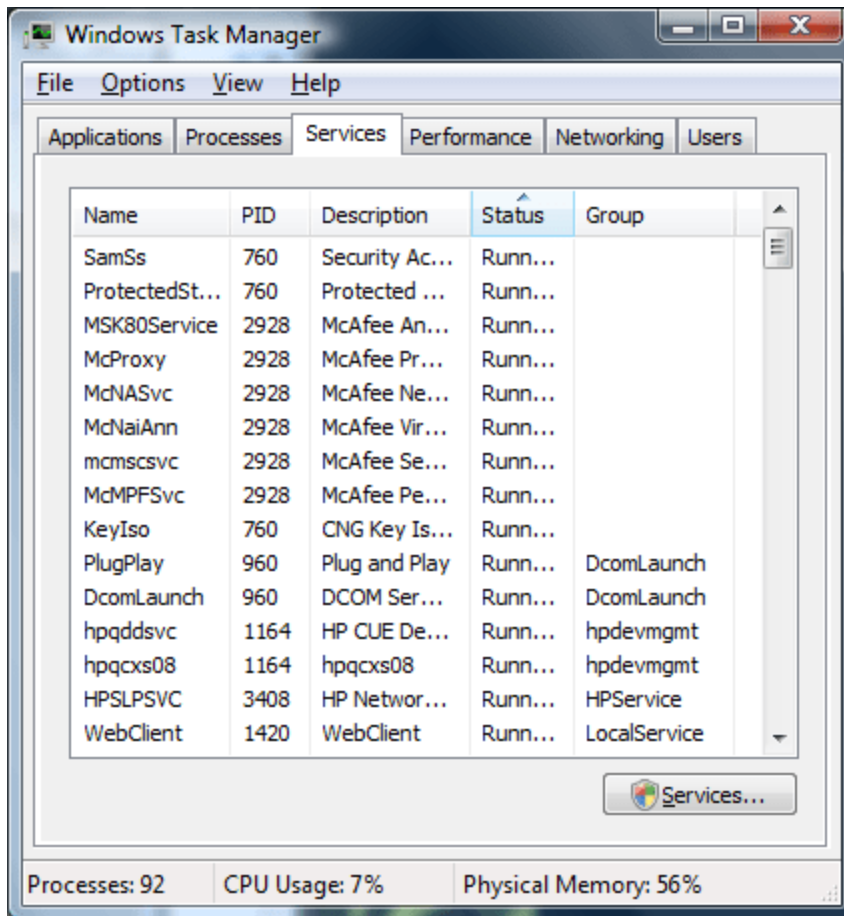 Windows Task Manager
File Options View Help
Applications Processes Services Performance Networking Users
Name PID Description Status Group
SamSs 760 Security Ac... Runn...
ProtectedSt... 760 Protected ... Runn...
MSK80Service 2928 McAfee An... Runn...
McProxy 2928 McAfee Pr... Runn...
McNASvc 2928 McAfee Ne... Runn...
McNaiAnn 2928 McAfee Vir... Runn...
mcmscsvc 2928 McAfee Se... Runn...
McMPFSvc 2928 McAfee Pe... Runn...
KeyIso 760 CNG Key Is... Runn...
PlugPlay 960 Plug and Play Runn... DcomLaunch
DcomLaunch 960 DCOM Ser... Runn... DcomLaunch
hpqddsvc 1164 HP CUE De... Runn... hpdevmgmt
hpqcxs08 1164 hpqcxs08 Runn... hpdevmgmt
HPSLPSVC 3408 HP Networ... Runn... HPService
WebClient 1420 WebClient Runn... LocalService
Services...
Processes: 92 CPU Usage: 7% Physical Memory: 56%